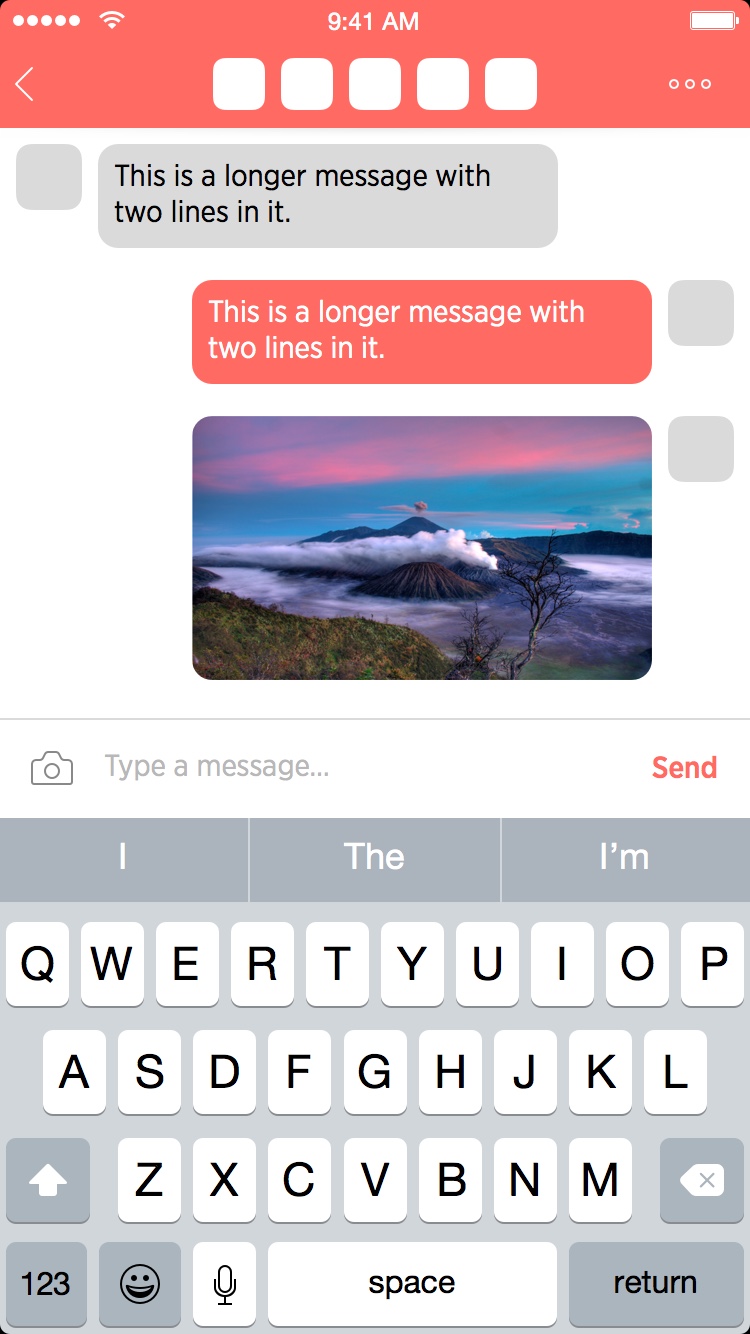 9:41 AM
This is a longer message with
two lines in it.
This is a longer message with
two lines in it.
Type a message...
Send
I
The
I’m
Q W E R T Y U I O P
A S D F G H J K L
Z X C V B N M
123
space
return